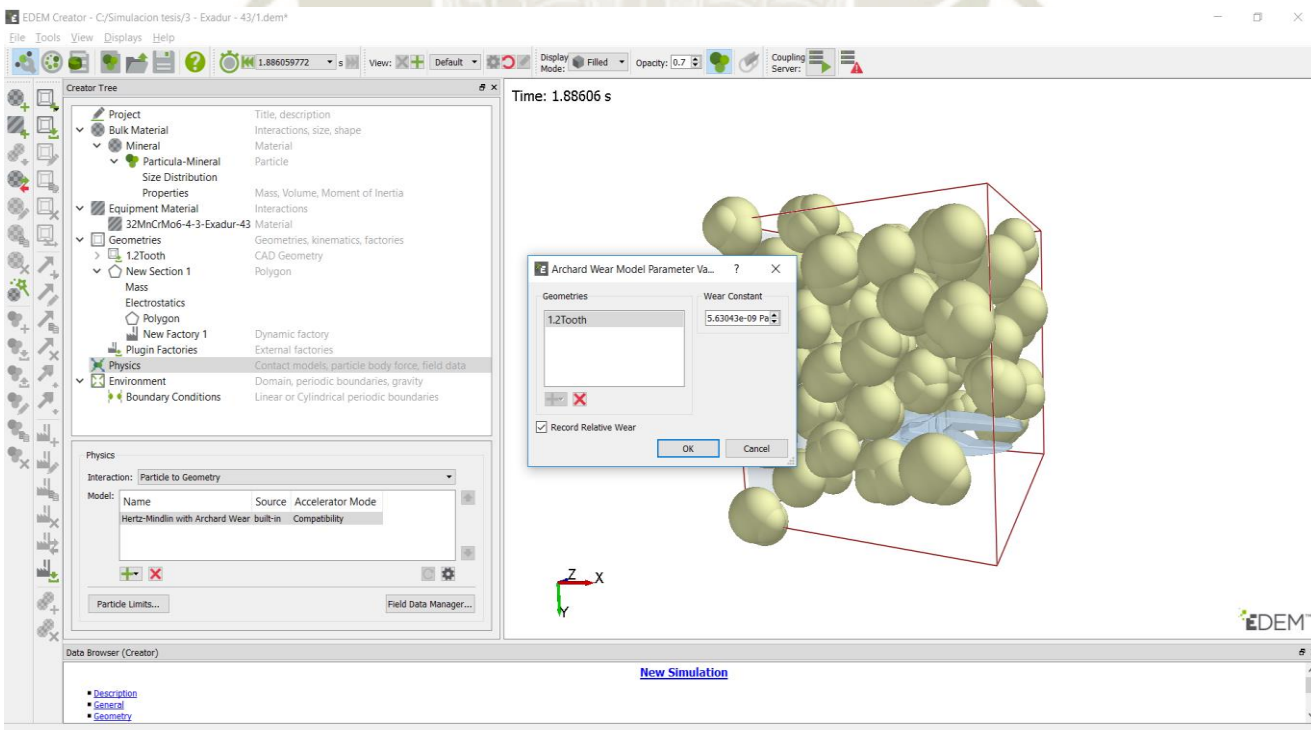 EDEM Creator - C:/Simulacion tesis/3 - Exadur - 43/1.dem*
File Tools View Displays Help
1.886059772 s View: Default Display Mode: Filled Opacity: 0.7 Coupling Server:
Creator Tree
Project Title, description
Bulk Material Interactions, size, shape
Mineral Material
Particula-Mineral Particle
Size Distribution
Properties Mass, Volume, Moment of Inertia
Equipment Material Interactions
32MnCrMo6-4-3-Exadur-43 Material
Geometries Geometries, kinematics, factories
1.2Tooth CAD Geometry
New Section 1 Polygon
Mass
Electrostatics
Polygon
New Factory 1 Dynamic factory
Plugin Factories External factories
Physics Contact models, particle body force, field data
Environment Domain, periodic boundaries, gravity
Boundary Conditions Linear or Cylindrical periodic boundaries
Physics
Interaction: Particle to Geometry
Model: Name Source Accelerator Mode
Hertz-Mindlin with Archard Wear built-in Compatibility
Particle Limits... Field Data Manager...
Time: 1.88606 s
Archard Wear Model Parameter Va... ?
Geometries Wear Constant
1.2Tooth 5.63043e-09 Pa
Record Relative Wear
OK Cancel
Z X
Y
EDEM™
Data Browser (Creator)
New Simulation
Description
General
Geometry